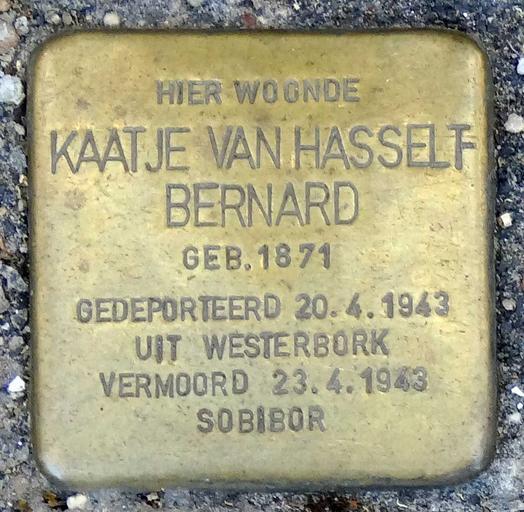 HIER WOONDE
KAATJE VAN HASSELT-
BERNARD
GEB. 1871
GEDEPORTEERD 20.4.1943
UIT WESTERBORK
VERMOORD 23.4.1943
SOBIBOR